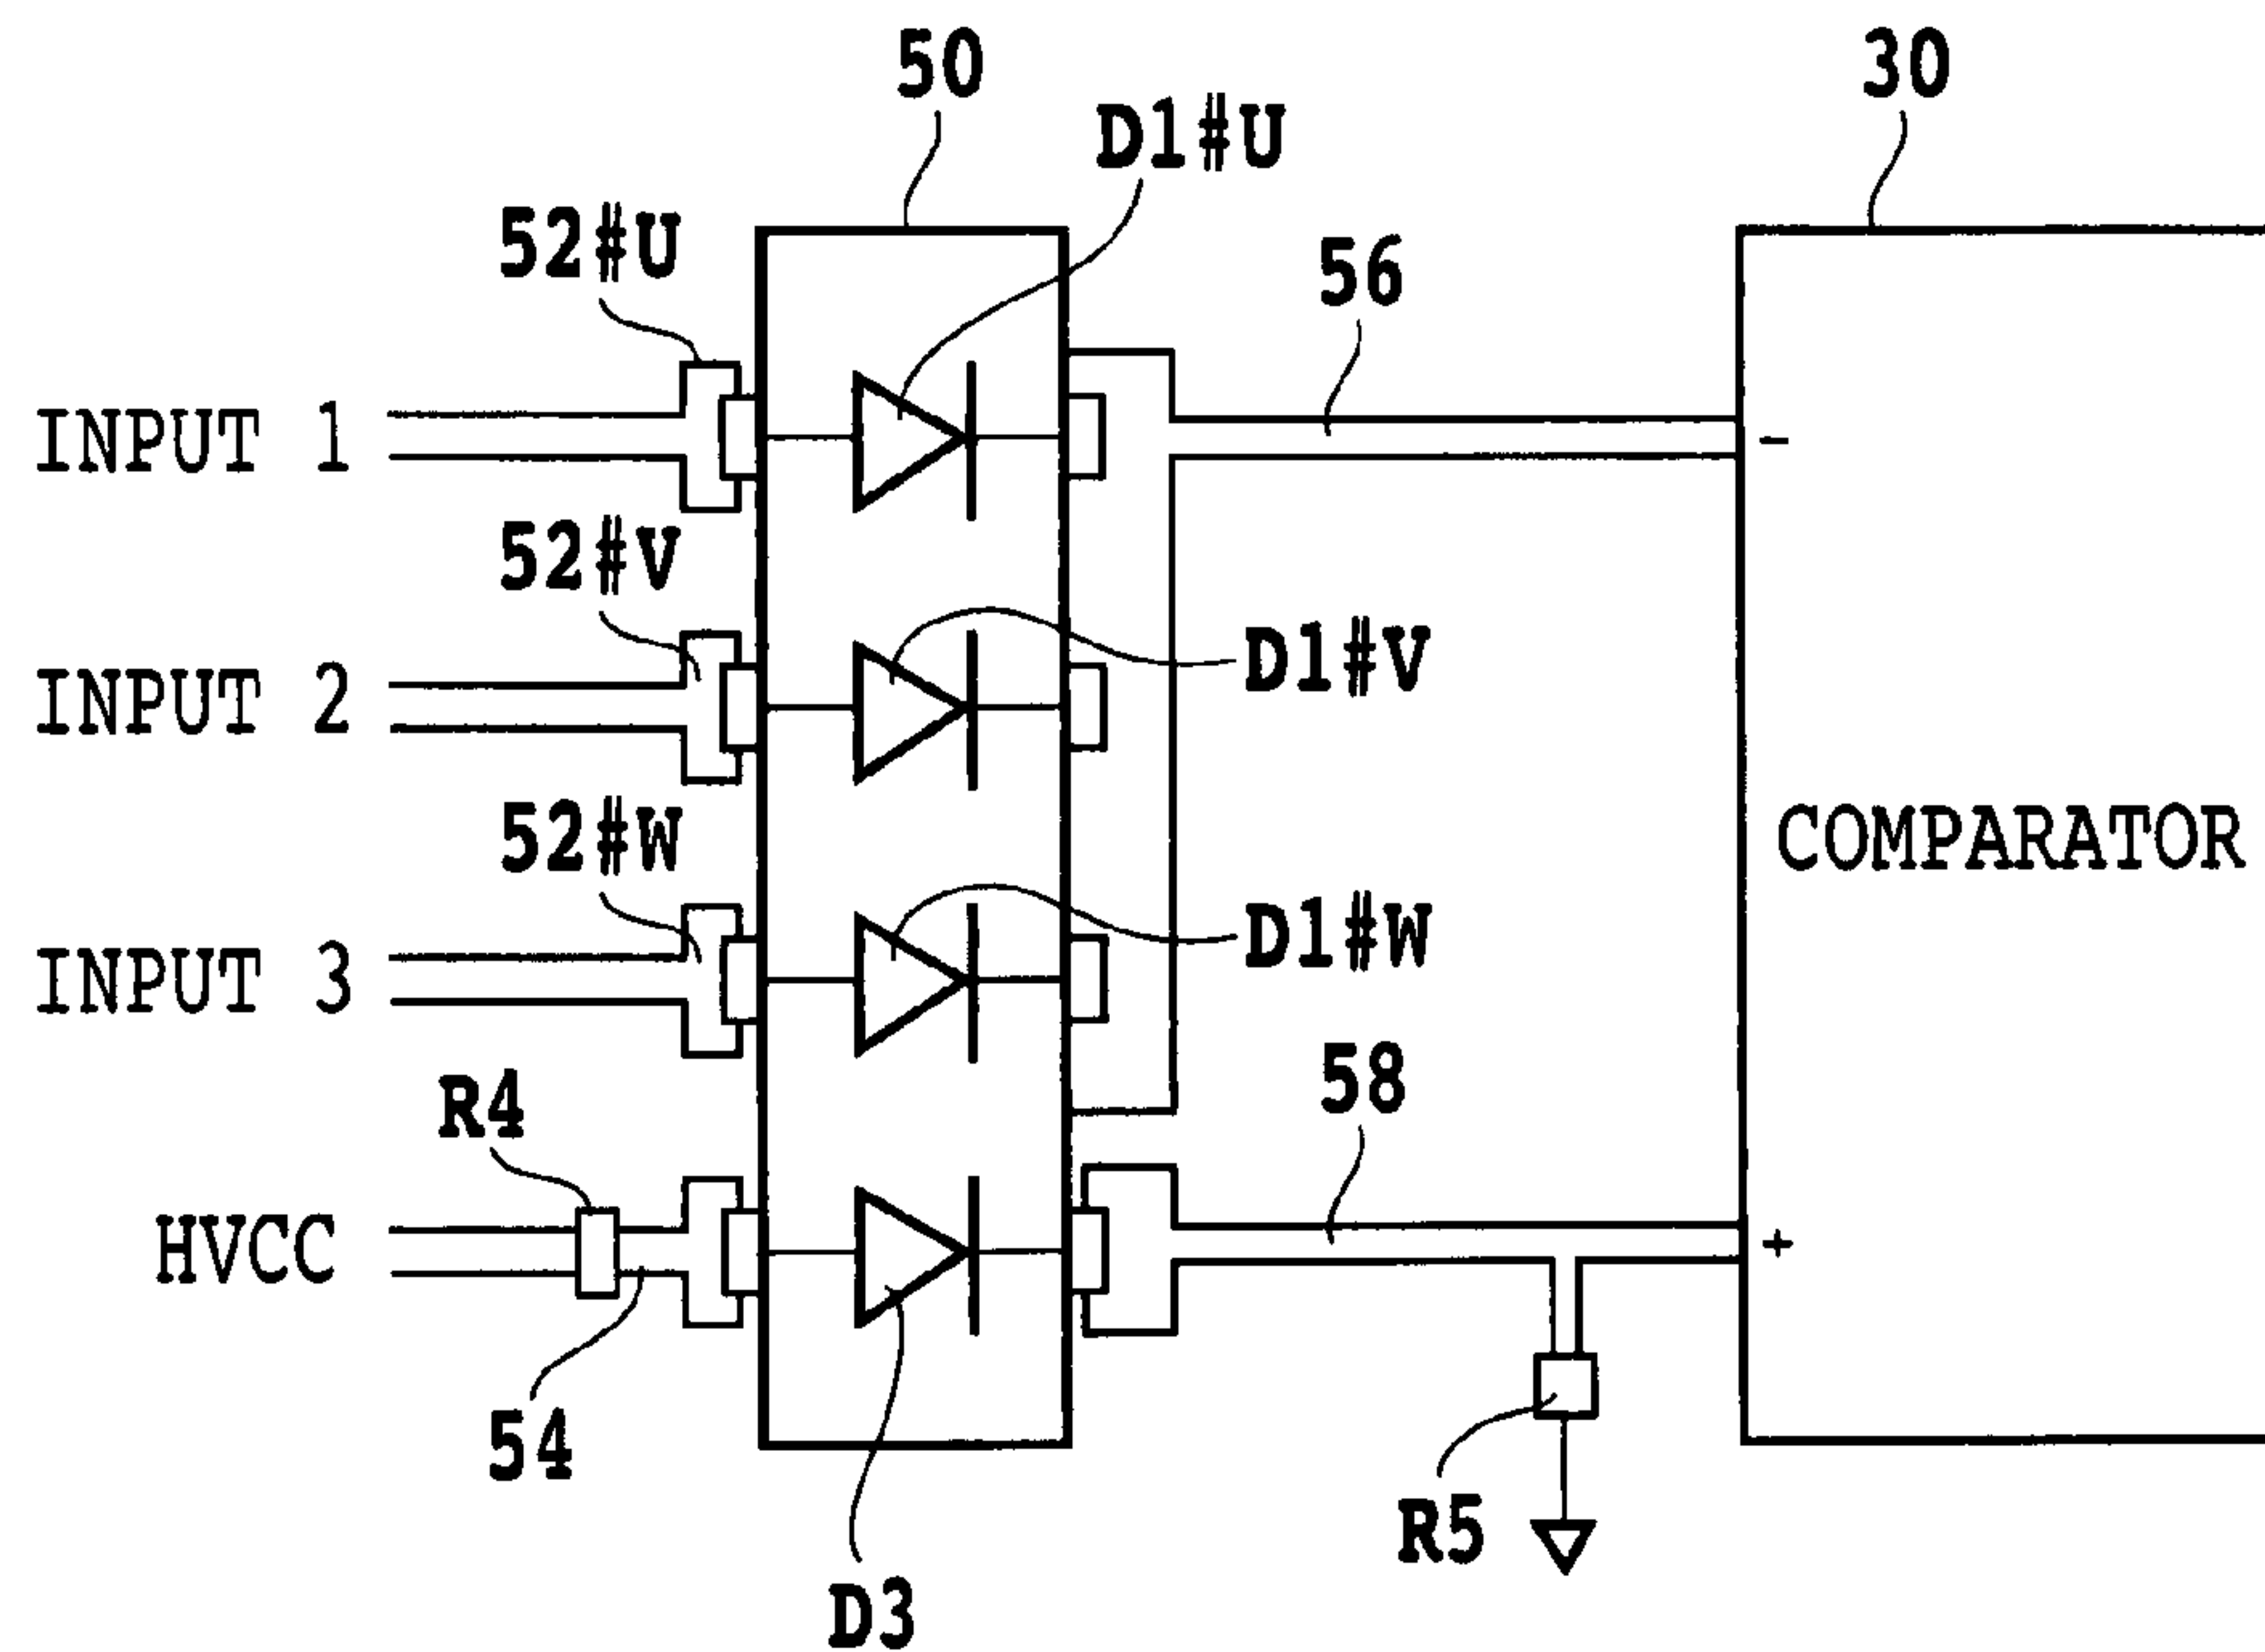 50
30
D1#U
52#U
56
INPUT 1
-
52#V
D1#V
INPUT 2
52#W
COMPARATOR
D1#W
INPUT 3
58
R4
HVCC
+
54
R5
D3